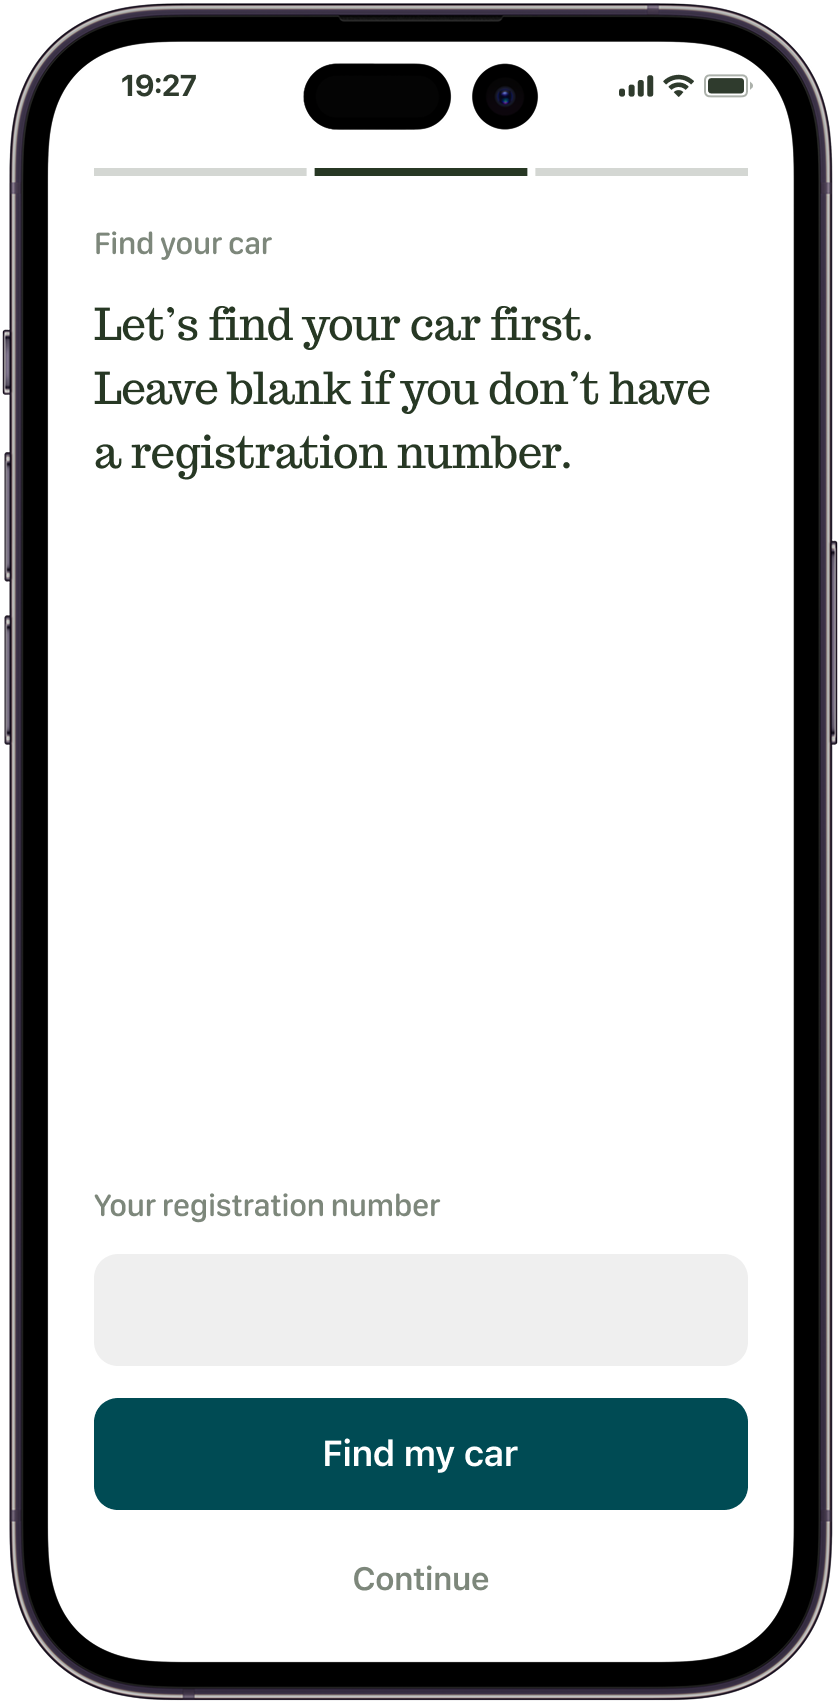 19:27
Find your car
Let’s find your car first.
Leave blank if you don’t have
a registration number.
Your registration number
Find my car
Continue